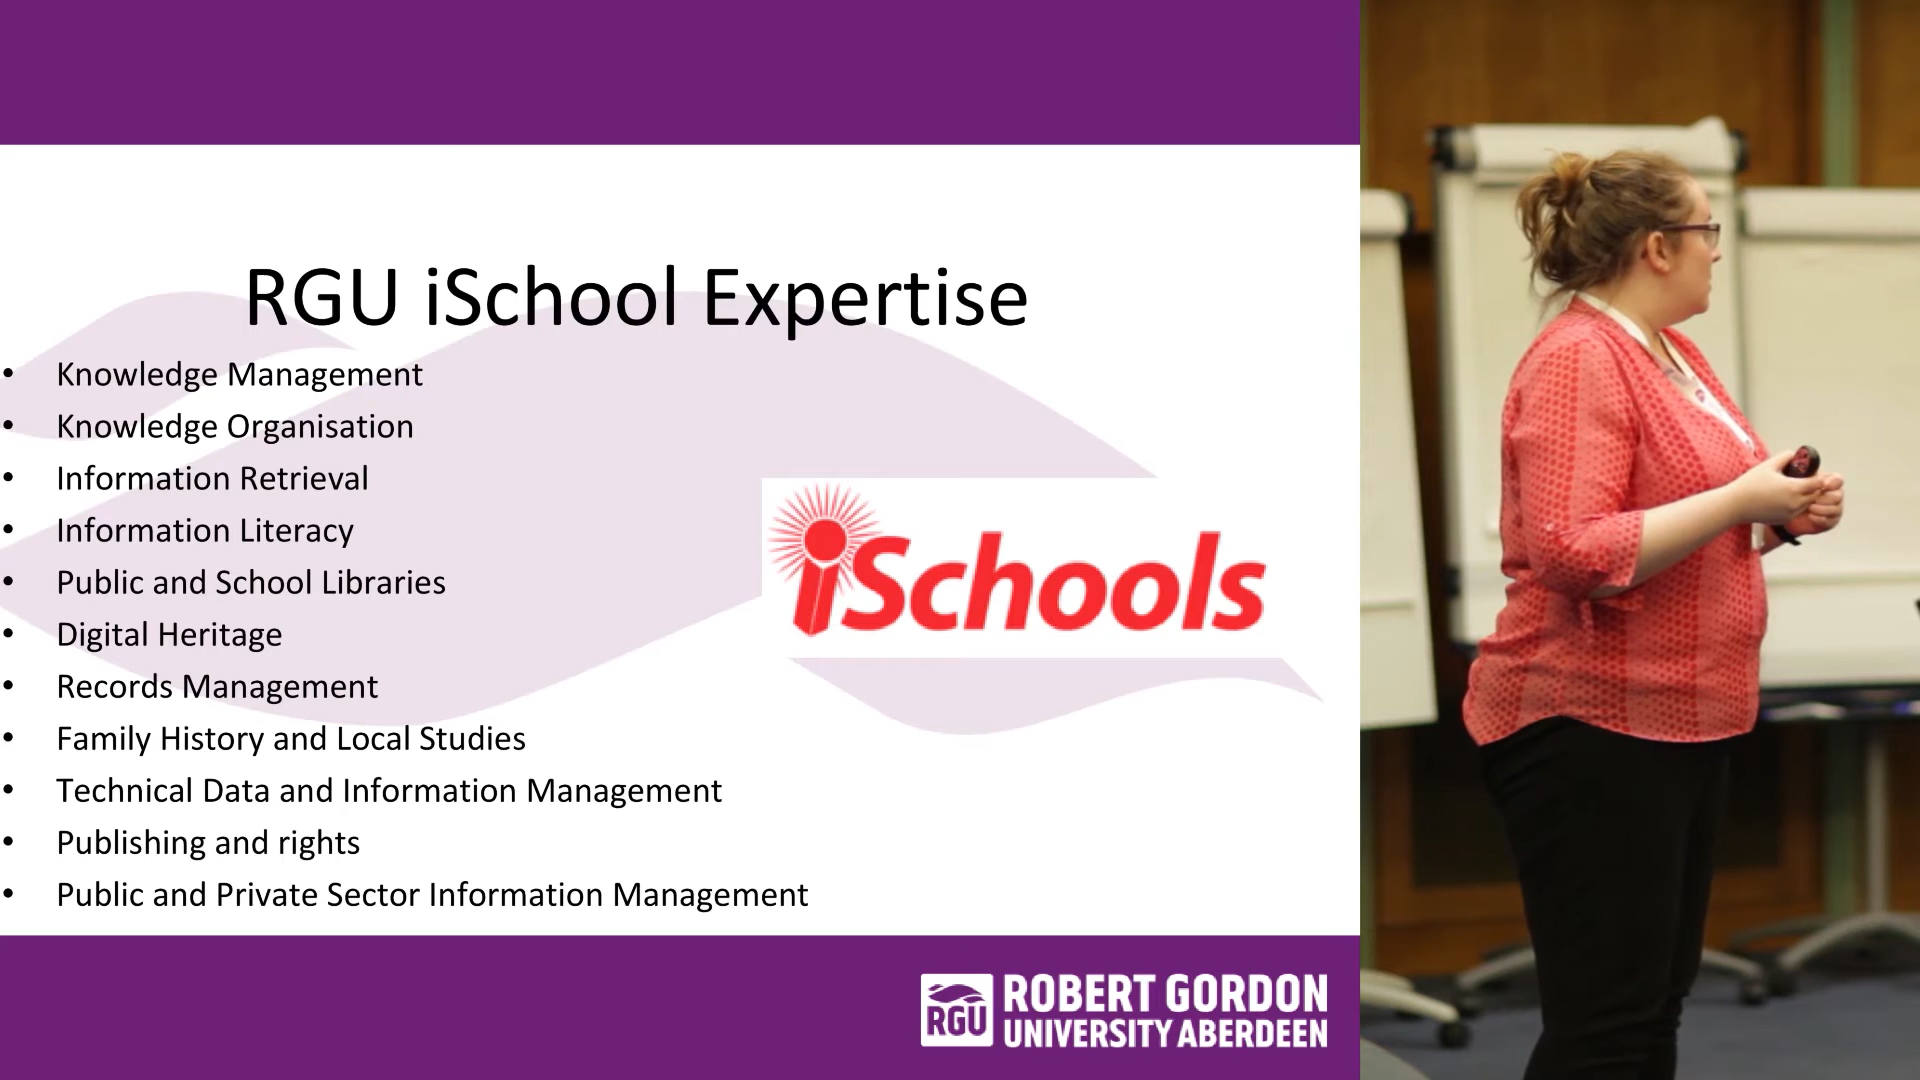 RGU iSchool Expertise
• Knowledge Management
• Knowledge Organisation
• Information Retrieval
• Information Literacy
• Public and School Libraries
• Digital Heritage
• Records Management
• Family History and Local Studies
• Technical Data and Information Management
• Publishing and rights
• Public and Private Sector Information Management
iSchools
RGU
ROBERT GORDON
UNIVERSITY ABERDEEN